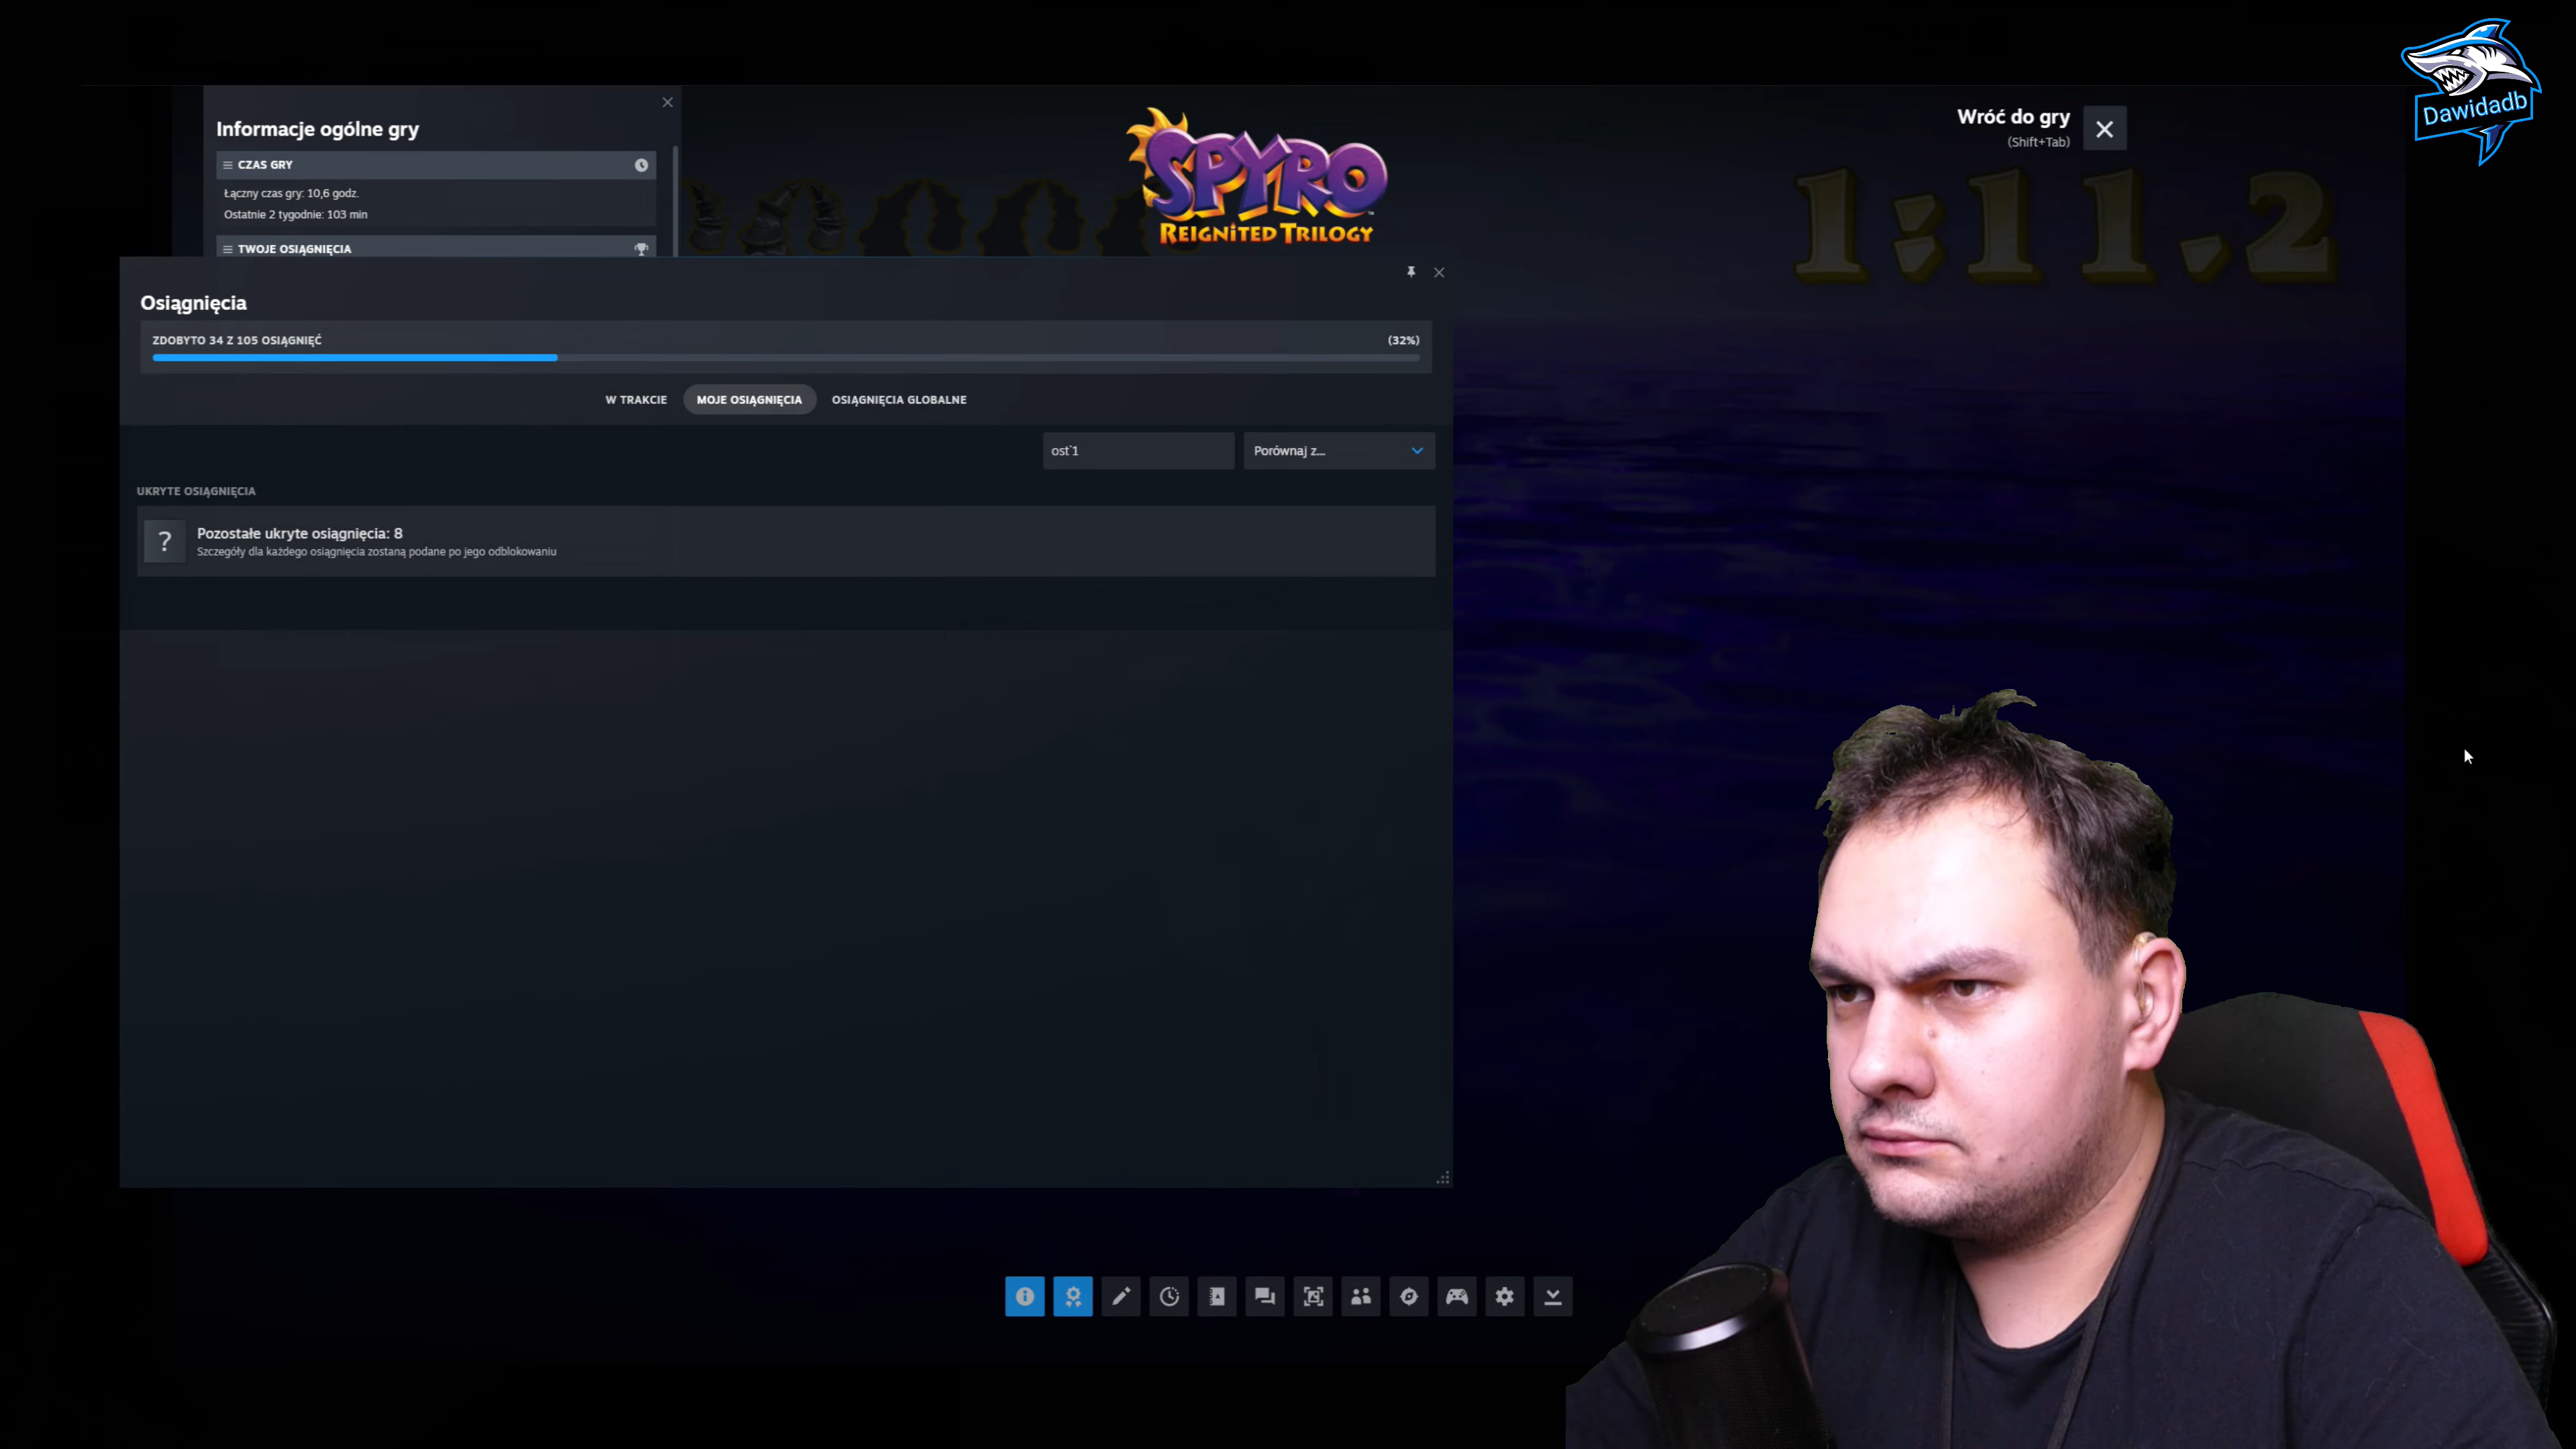 Dawidadb
Informacje ogólne gry
CZAS GRY
Łączny czas gry: 10,6 godz.
Ostatnie 2 tygodnie: 103 min
TWOJE OSIĄGNIĘCIA
SPYRO
REIGNITED TRILOGY
Wróć do gry
(Shift+Tab)
1:11.2
Osiągnięcia
ZDOBYTO 34 Z 105 OSIĄGNIĘĆ
(32%)
W TRAKCIE
MOJE OSIĄGNIĘCIA
OSIĄGNIĘCIA GLOBALNE
ost`1
Porównaj z...
UKRYTE OSIĄGNIĘCIA
?
Pozostałe ukryte osiągnięcia: 8
Szczegóły dla każdego osiągnięcia zostaną podane po jego odblokowaniu